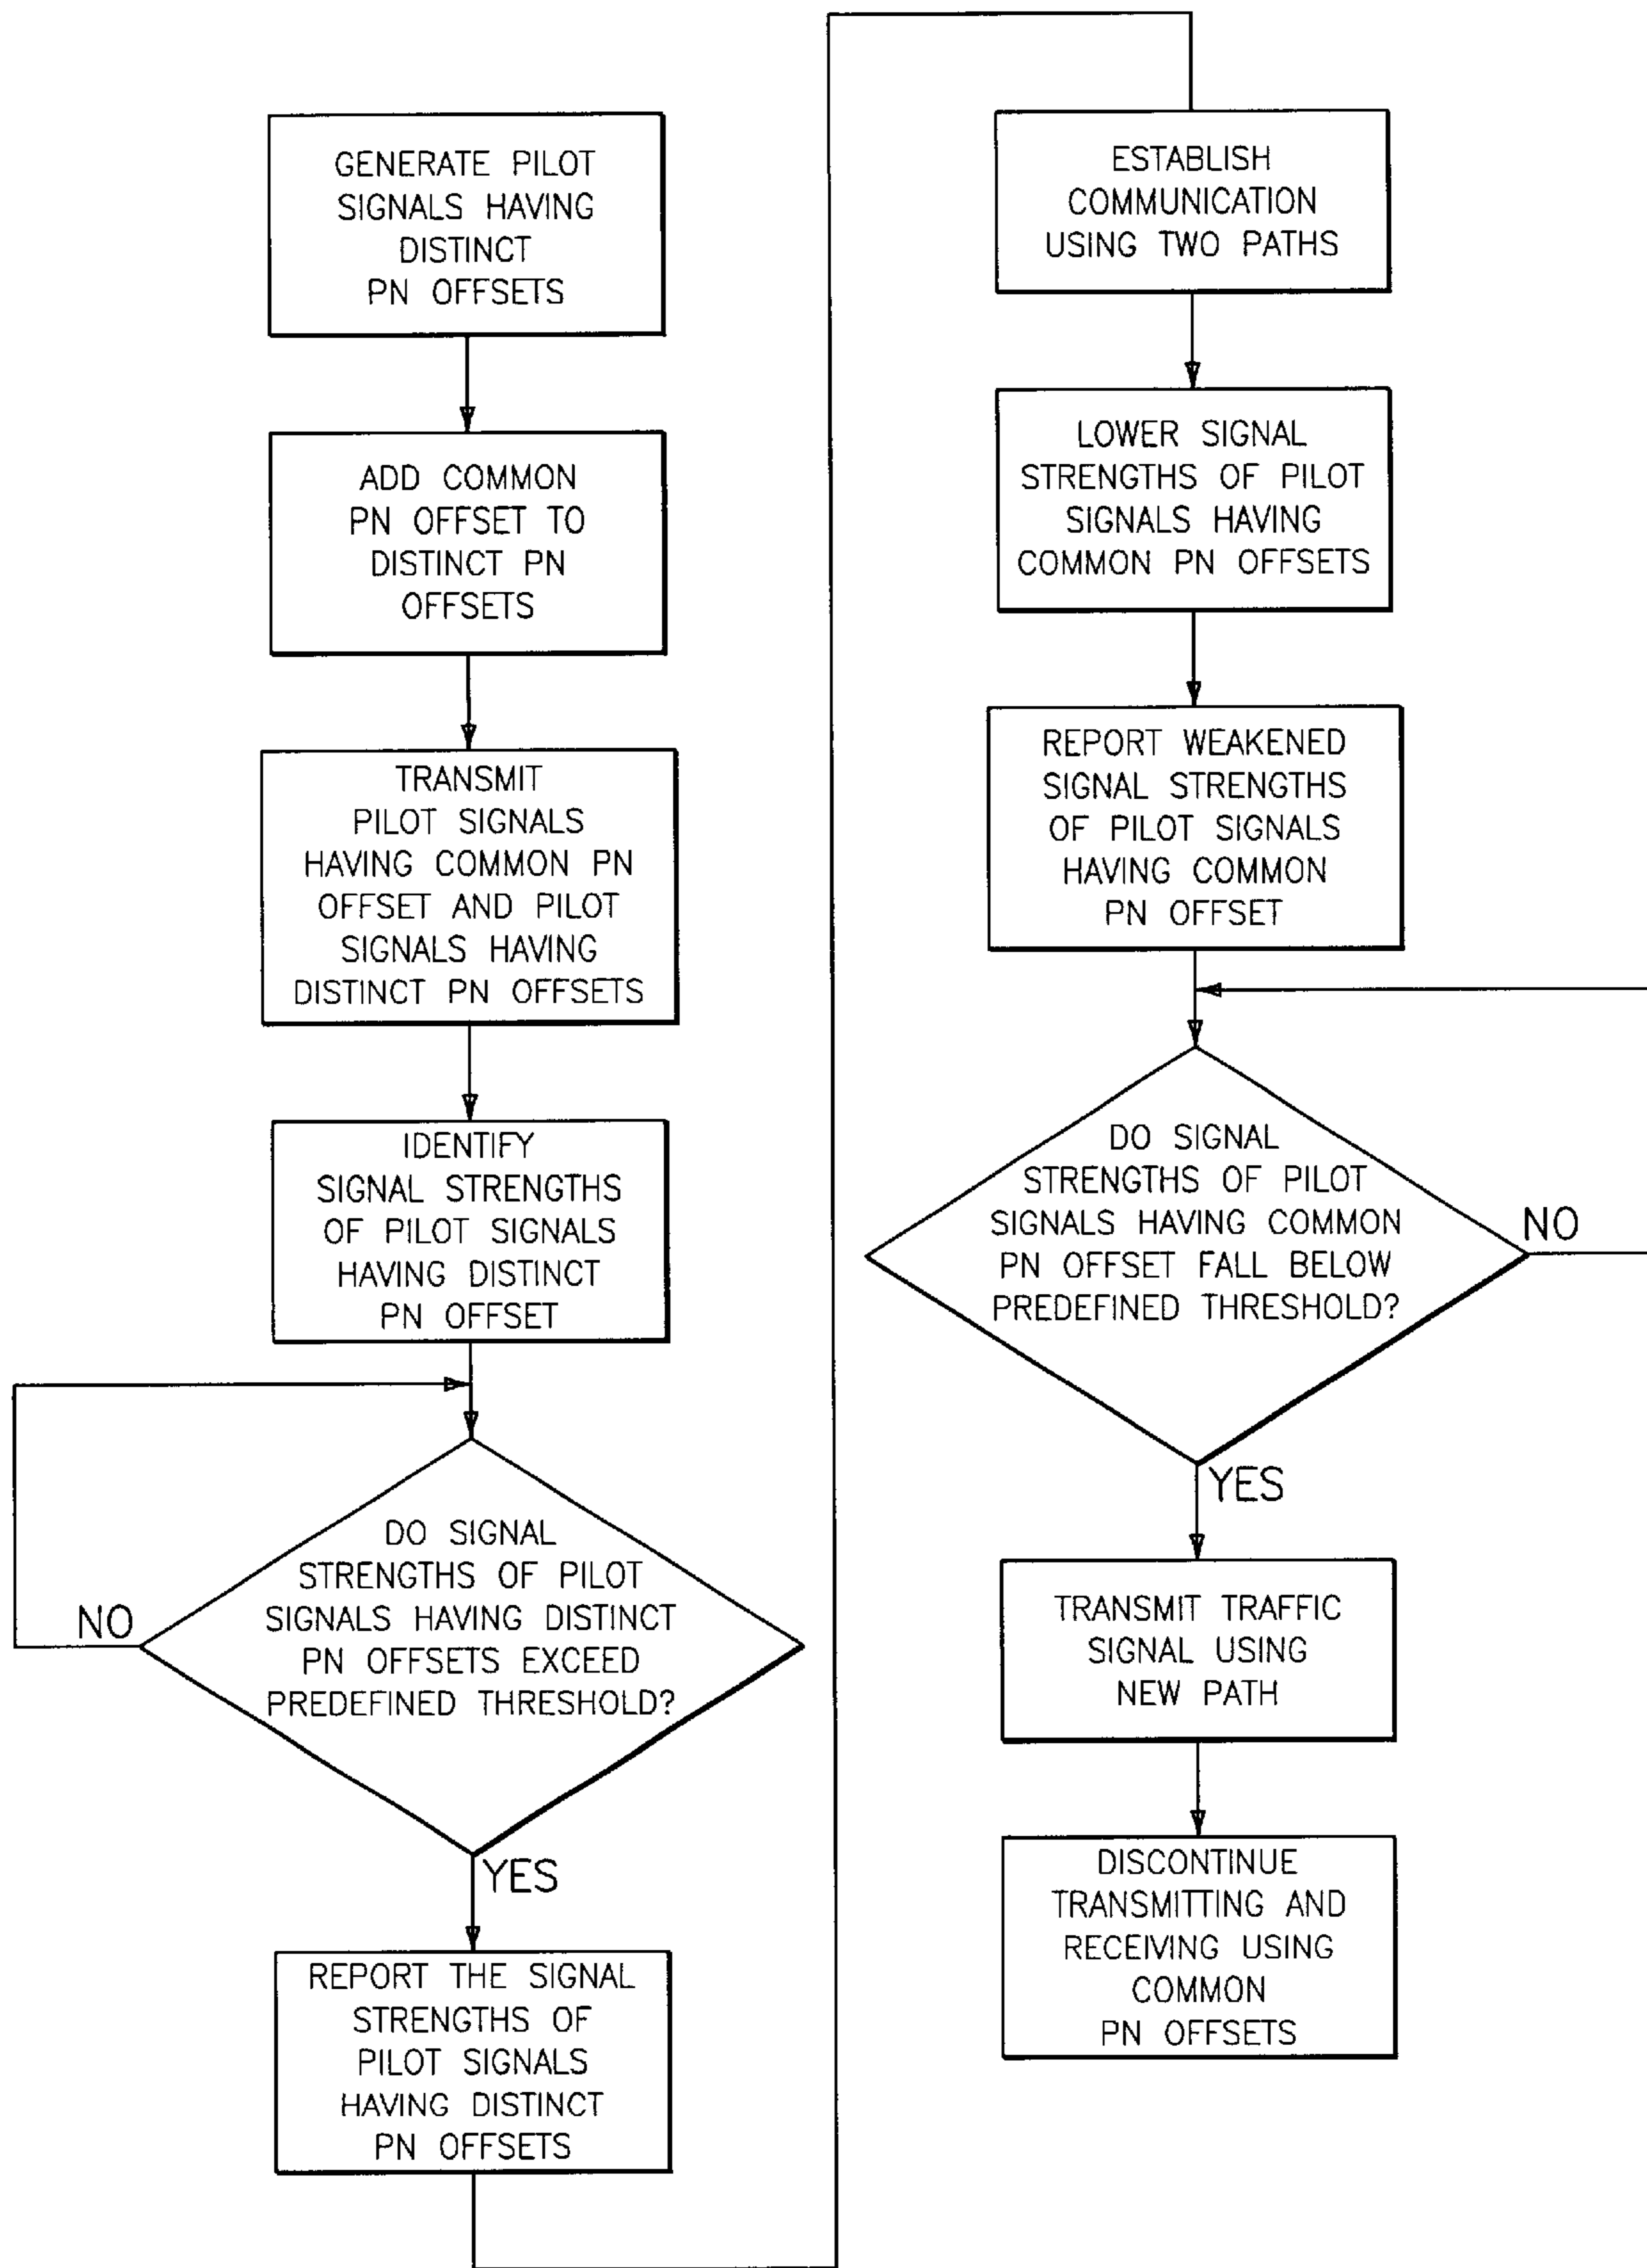 GENERATE PILOT
SIGNALS HAVING
DISTINCT
PN OFFSETS
ADD COMMON
PN OFFSET TO
DISTINCT PN
OFFSETS
TRANSMIT
PILOT SIGNALS
HAVING COMMON PN
OFFSET AND PILOT
SIGNALS HAVING
DISTINCT PN OFFSETS
IDENTIFY
SIGNAL STRENGTHS
OF PILOT SIGNALS
HAVING DISTINCT
PN OFFSET
DO SIGNAL
STRENGTHS OF PILOT
SIGNALS HAVING DISTINCT
PN OFFSETS EXCEED
PREDEFINED THRESHOLD?
NO
YES
REPORT THE SIGNAL
STRENGTHS OF
PILOT SIGNALS
HAVING DISTINCT
PN OFFSETS
ESTABLISH
COMMUNICATION
USING TWO PATHS
LOWER SIGNAL
STRENGTHS OF PILOT
SIGNALS HAVING
COMMON PN OFFSETS
REPORT WEAKENED
SIGNAL STRENGTHS
OF PILOT SIGNALS
HAVING COMMON
PN OFFSET
DO SIGNAL
STRENGTHS OF PILOT
SIGNALS HAVING COMMON
PN OFFSET FALL BELOW
PREDEFINED THRESHOLD?
NO
YES
TRANSMIT TRAFFIC
SIGNAL USING
NEW PATH
DISCONTINUE
TRANSMITTING AND
RECEIVING USING
COMMON
PN OFFSETS